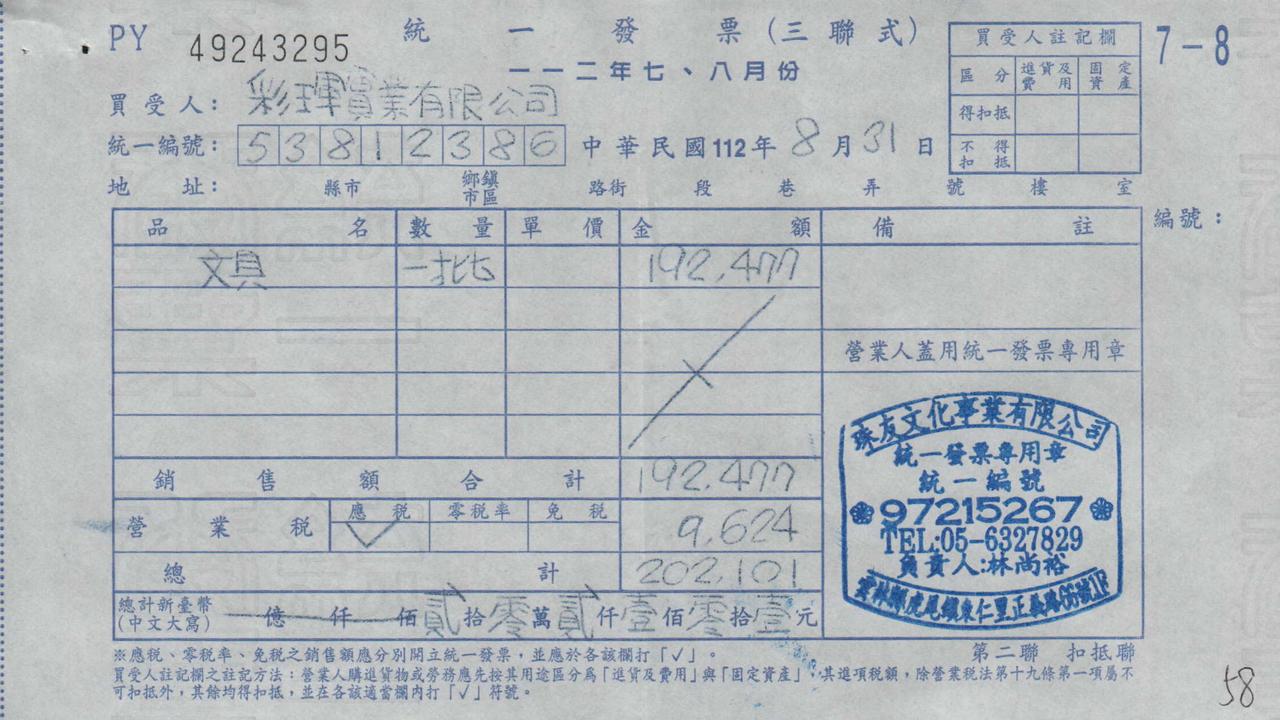 PY 49243295 統一發票(三聯式) 7-8
一一二年七、八月份
買受人註記欄
區分 進貨及費用 固定資產
得扣抵
不得扣抵
買受人:彩琿實業有限公司
統一編號:53812386 中華民國112年8月31日
地址: 縣市 鄉鎮市區 路街 段 巷 弄 號 樓 室
編號:
品名 數量 單價 金額 備註
文具 一批 192,477
營業人蓋用統一發票專用章
銷售額合計 192,477
營業稅 應稅 零稅率 免稅 9,624
✓
總計 202,101
總計新臺幣(中文大寫) 億 仟 佰貳拾零萬貳仟壹佰零拾壹元
友文化事業有限公司
統一發票專用章
統一編號
97215267
TEL:05-6327829
負責人:林尚裕
雲林縣虎尾鎮東仁里正義路66號1F
※應稅、零稅率、免稅之銷售額應分別開立統一發票,並應於各該欄打「✓」。
第二聯 扣抵聯
買受人註記欄之註記方法:營業人購進貨物或勞務應先按其用途區分為「進貨及費用」與「固定資產」,其進項稅額,除營業稅法第十九條第一項屬不
可扣抵外,其餘均得扣抵,並在各該適當欄內打「✓」符號。
58